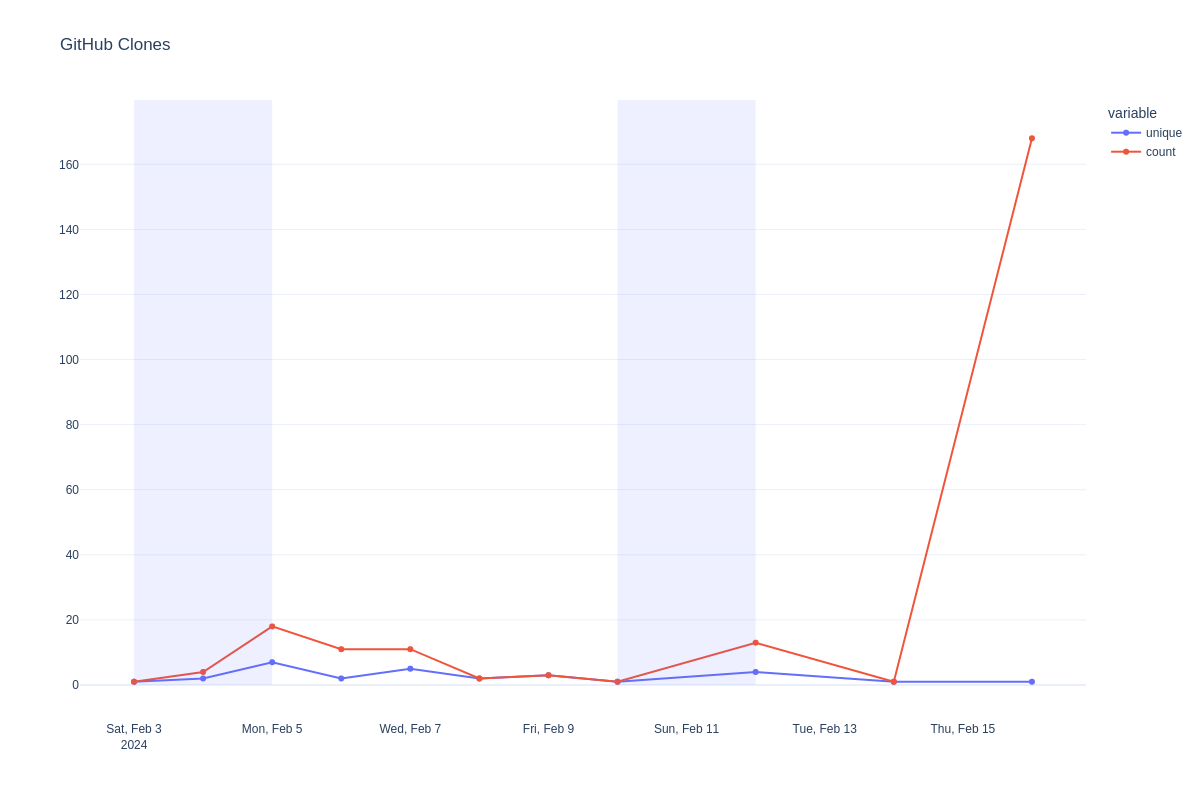 GitHub Clones
variable
unique
count
160
140
120
100
80
60
40
20
0
Sat, Feb 3
2024
Mon, Feb 5
Wed, Feb 7
Fri, Feb 9
Sun, Feb 11
Tue, Feb 13
Thu, Feb 15